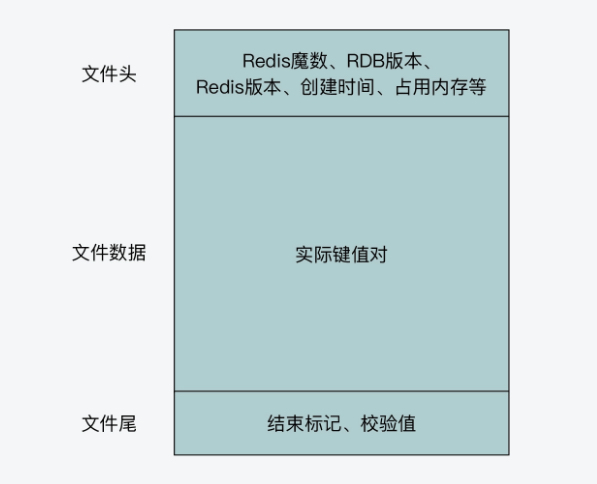 文件头
Redis魔数、RDB版本、
Redis版本、创建时间、占用内存等
文件数据
实际键值对
文件尾
结束标记、校验值